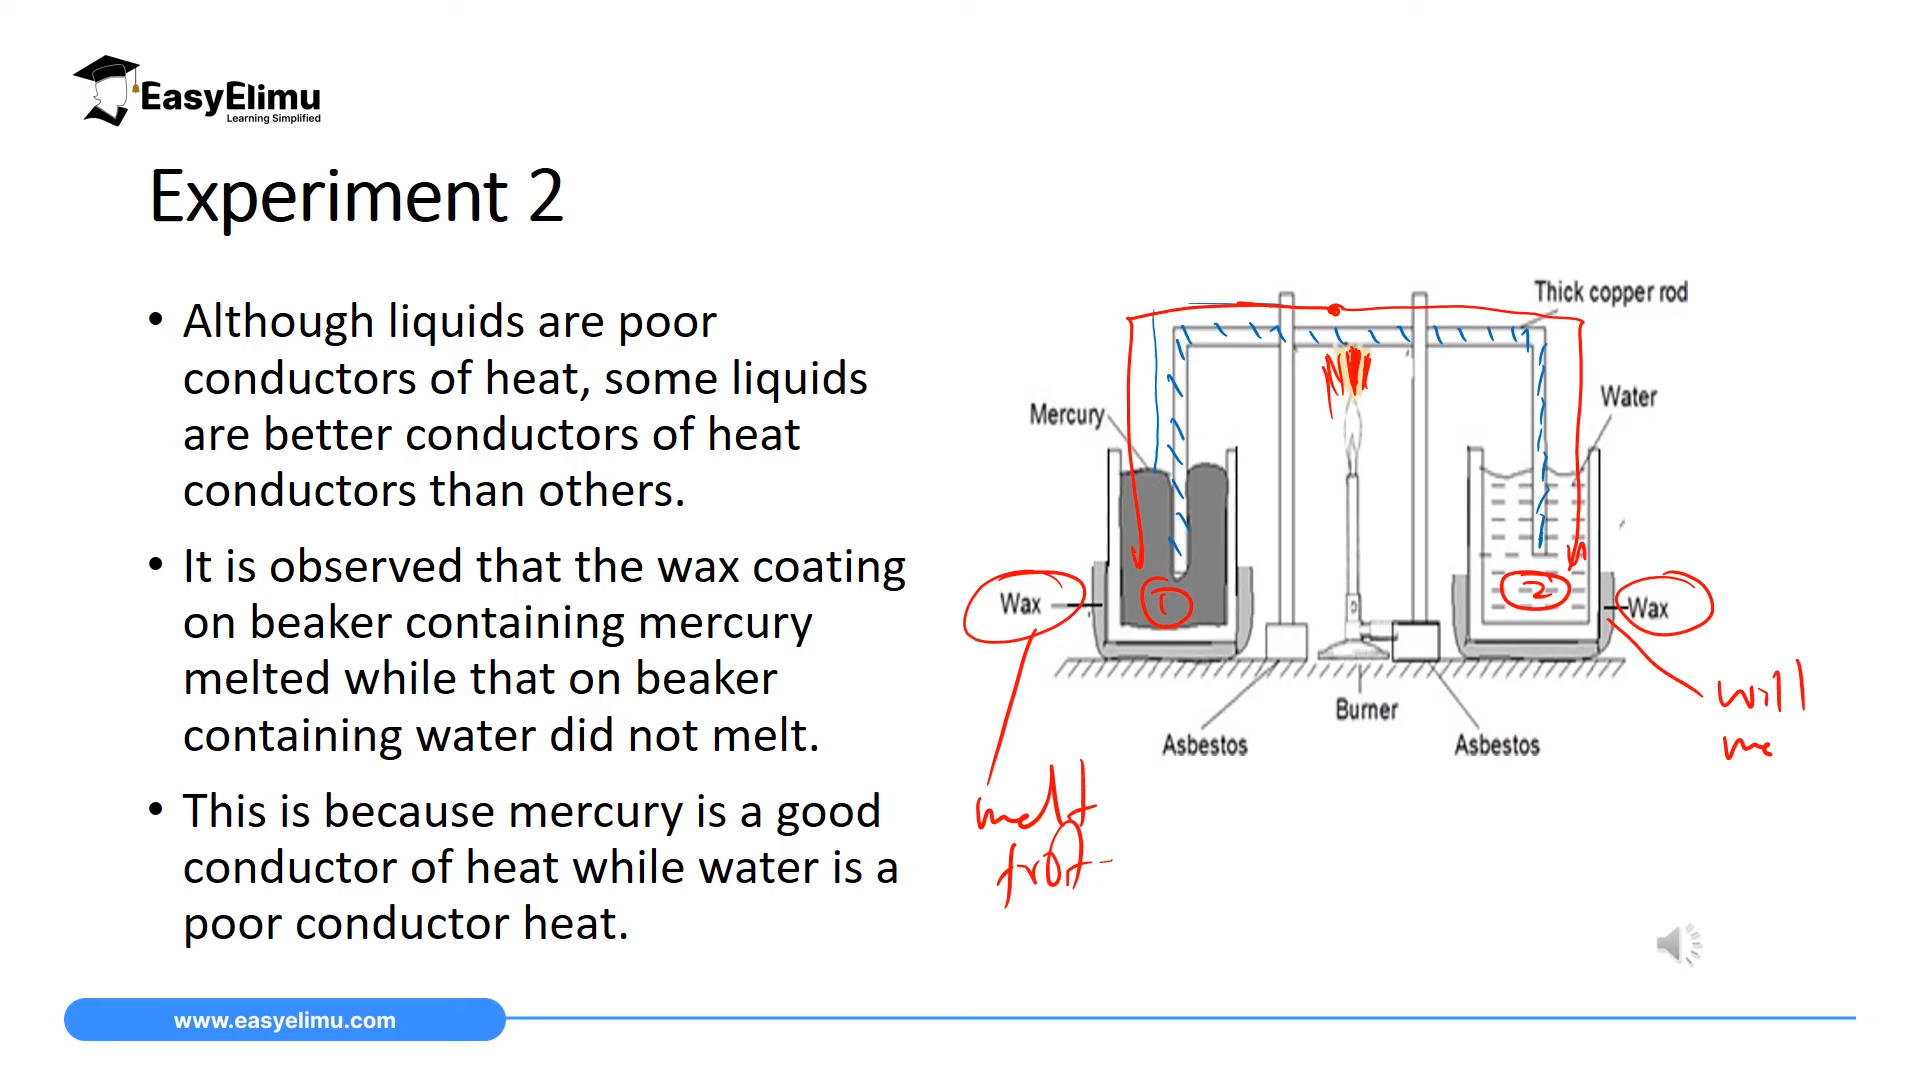 EasyElimu
Learning Simplified
Experiment 2
• Although liquids are poor
conductors of heat, some liquids
are better conductors of heat
conductors than others.
• It is observed that the wax coating
on beaker containing mercury
melted while that on beaker
containing water did not melt.
• This is because mercury is a good
conductor of heat while water is a
poor conductor heat.
Thick copper rod
Water
Mercury
Wax
1
2
Wax
will
me
Burner
Asbestos
Asbestos
melt
www.easyelimu.com